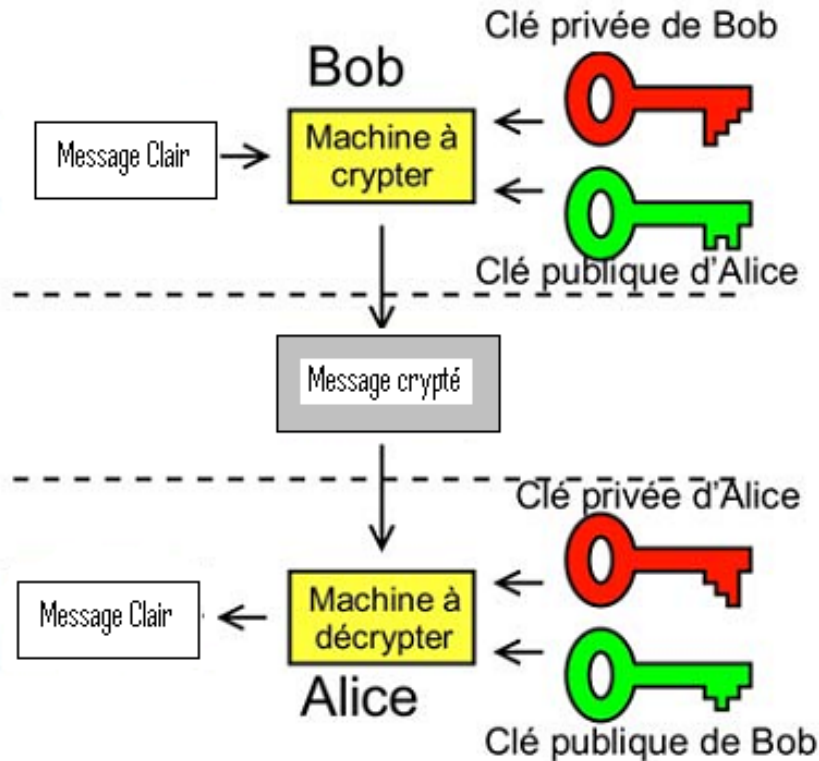 Clé privée de Bob
Bob
Message Clair
Machine à
crypter
Clé publique d'Alice
Message crypté
Clé privée d'Alice
Message Clair
Machine à
décrypter
Alice
Clé publique de Bob